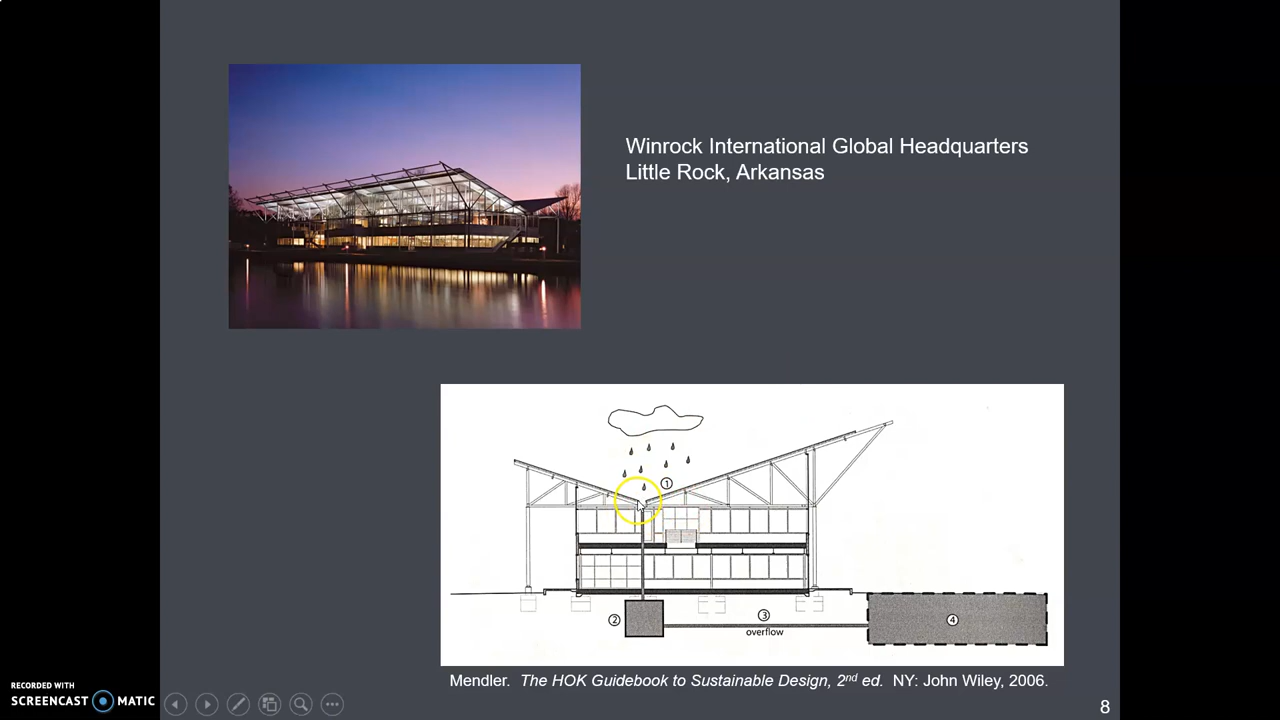 Winrock International Global Headquarters
Little Rock, Arkansas
①
②
③
overflow
④
Mendler. The HOK Guidebook to Sustainable Design, 2nd ed. NY: John Wiley, 2006.
RECORDED WITH
SCREENCAST MATIC
8